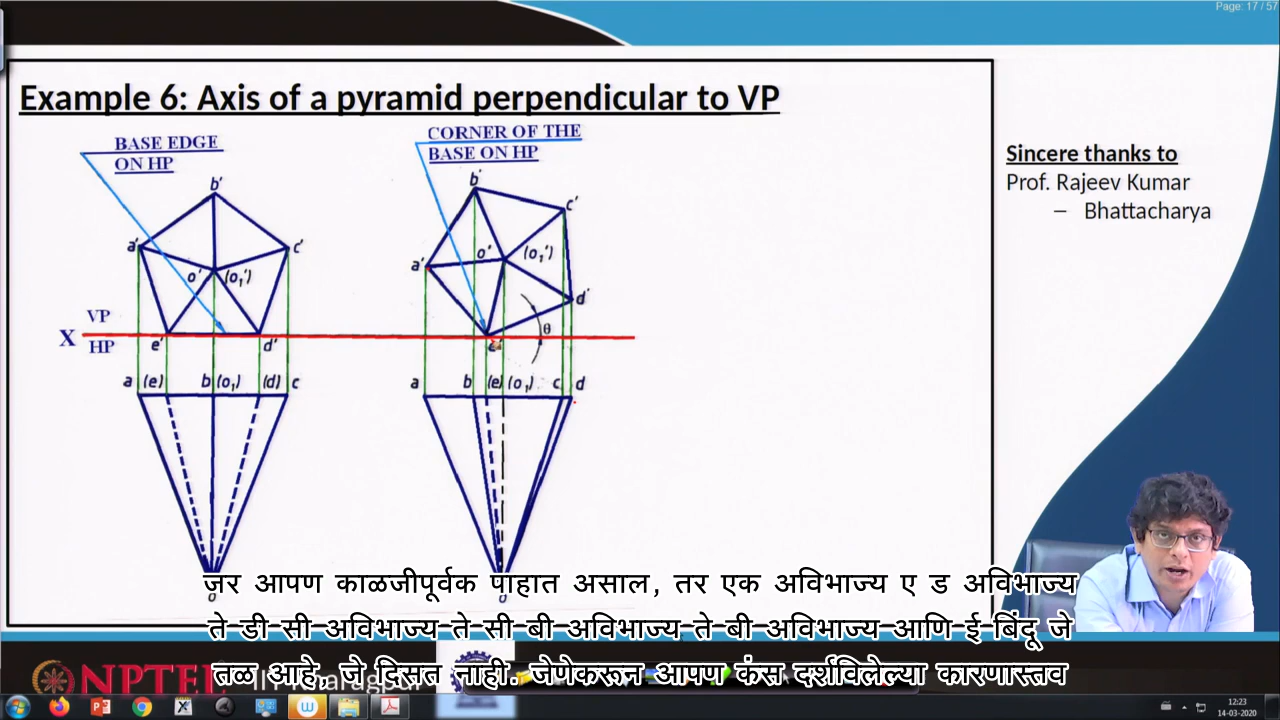 Page: 17 / 57
Example 6: Axis of a pyramid perpendicular to VP
BASE EDGE
ON HP
CORNER OF THE
BASE ON HP
b'
a'
c'
o'
(o₁')
VP
X
HP
e'
d'
a (e) b (o₁) (d) c
b'
c'
a'
o'
(o₁')
d'
θ
a b (e) (o₁) c d
Sincere thanks to
Prof. Rajeev Kumar
– Bhattacharya
जर आपण काळजीपूर्वक पाहात असाल, तर एक अविभाज्य ए ड अविभाज्य
ते डी सी अविभाज्य ते सी बी अविभाज्य ते बी अविभाज्य आणि ई बिंदू जे
तळ आहे, जे दिसत नाही. जेणेकरून आपण कंस दर्शविलेल्या कारणास्तव
NPTEL
12:23
14-03-2020